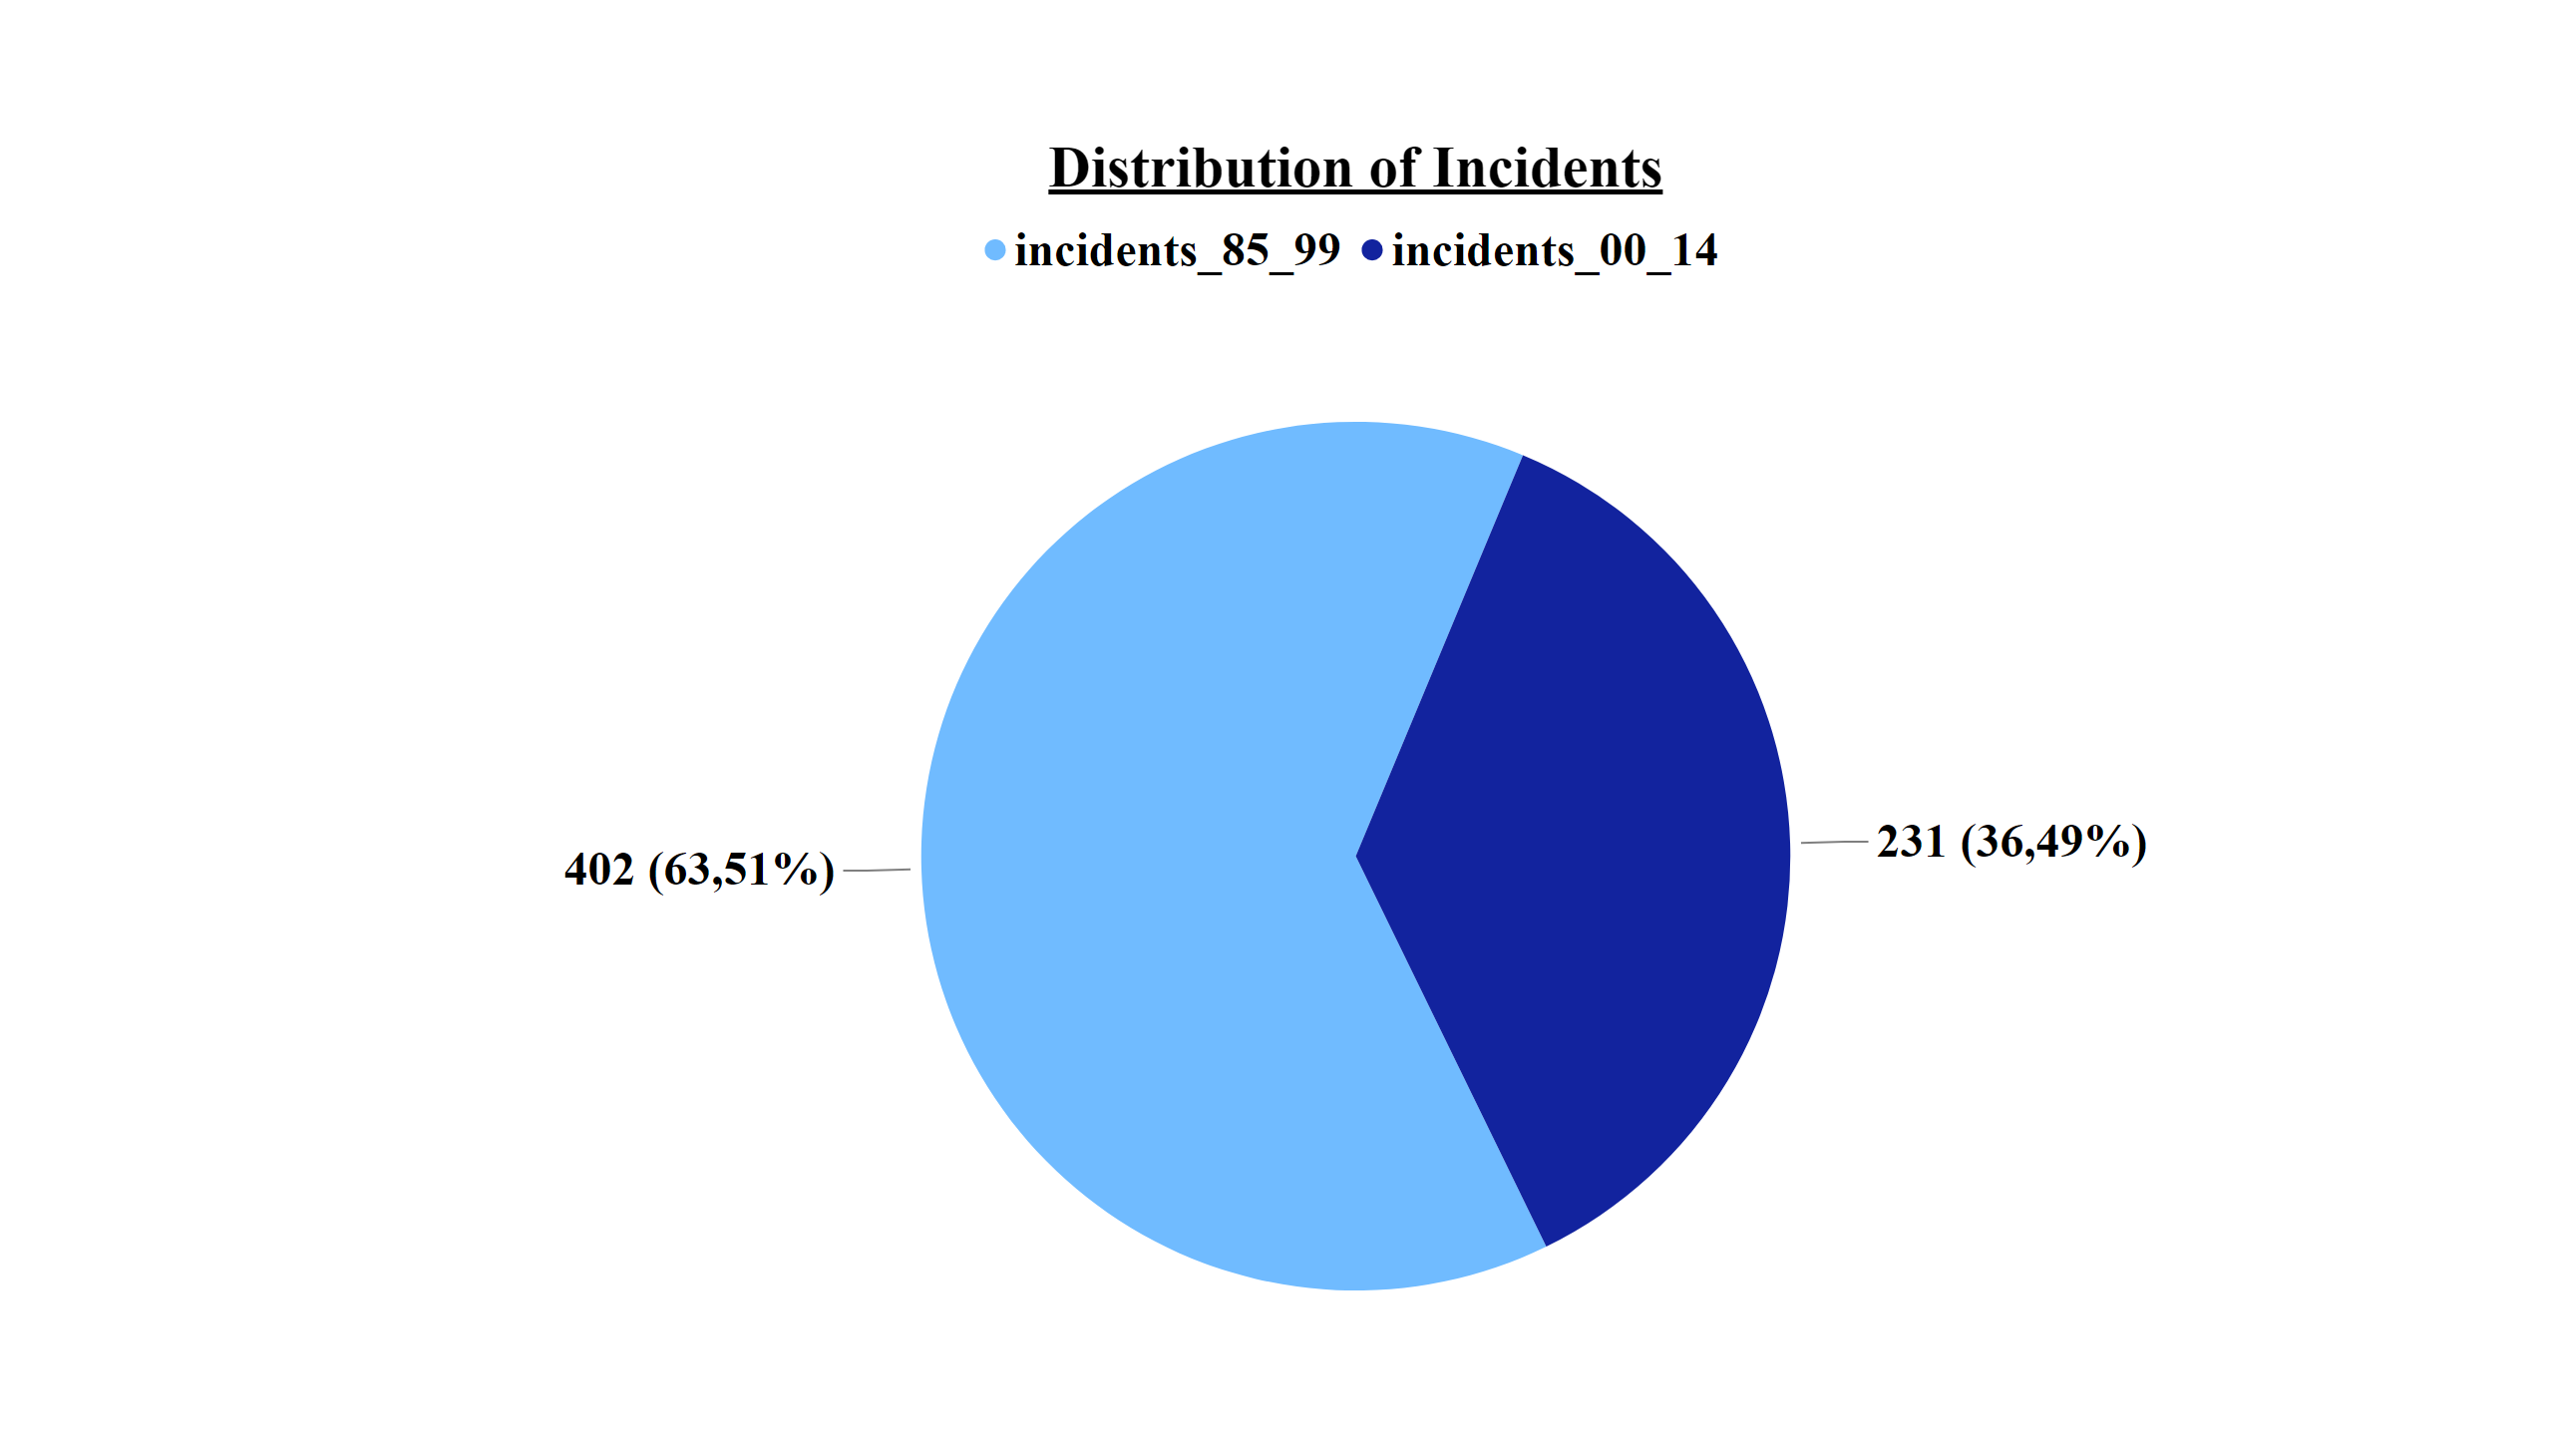 Distribution of Incidents
incidents_85_99 incidents_00_14
231 (36,49%)
402 (63,51%)